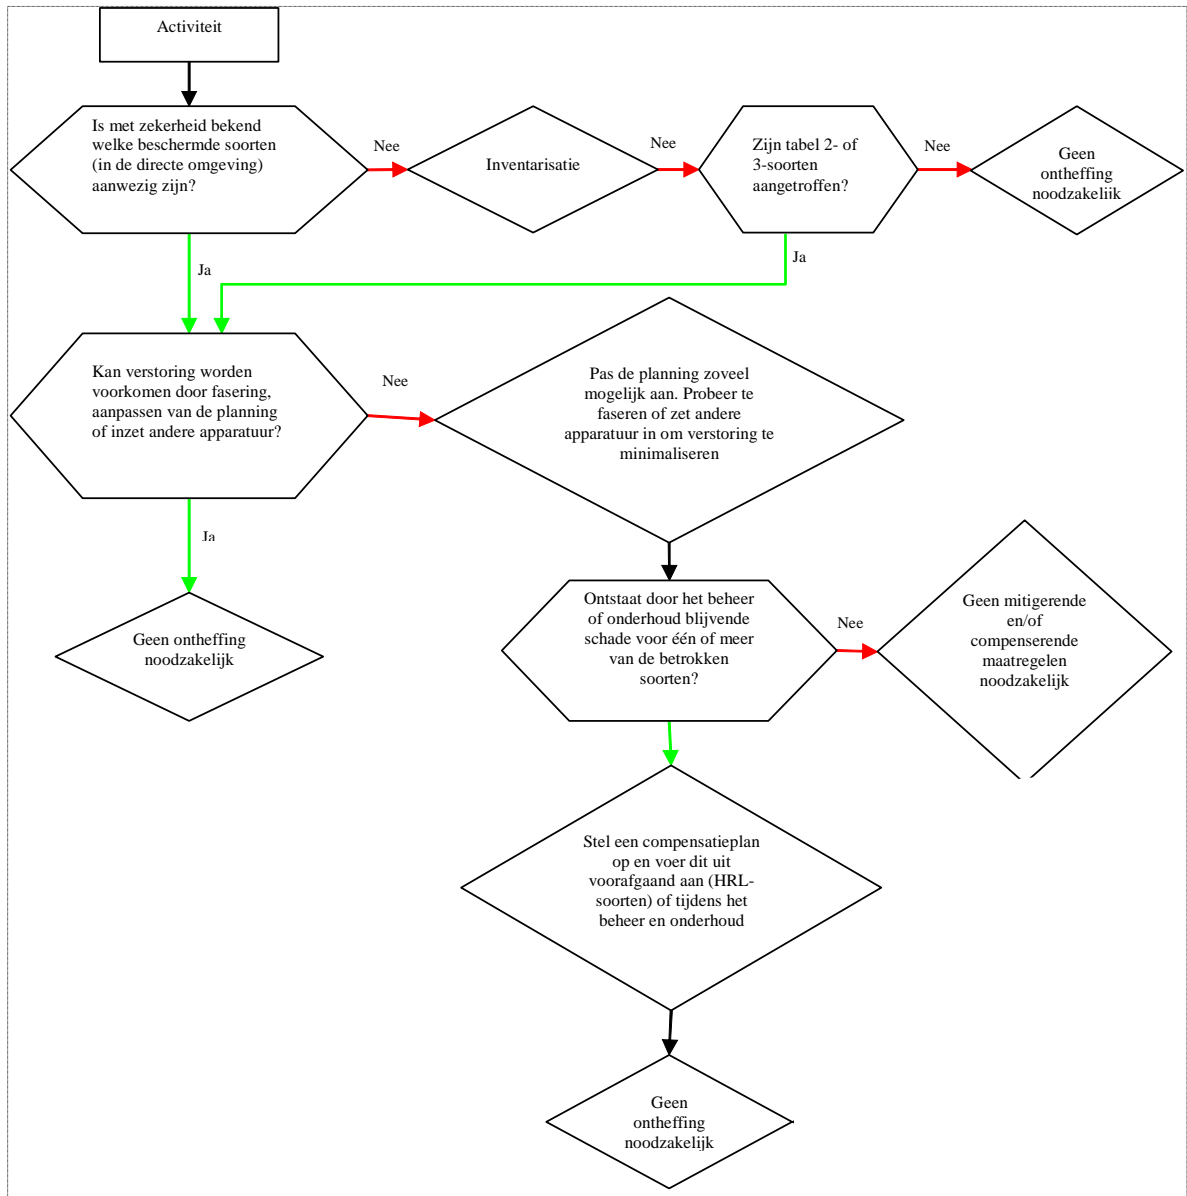 Activiteit
Is met zekerheid bekend
welke beschermde soorten
(in de directe omgeving)
aanwezig zijn?
Nee
Inventarisatie
Nee
Zijn tabel 2- of
3-soorten
aangetroffen?
Nee
Geen
ontheffing
noodzakelijk
Ja
Ja
Kan verstoring worden
voorkomen door fasering,
aanpassen van de planning
of inzet andere apparatuur?
Nee
Pas de planning zoveel
mogelijk aan. Probeer te
faseren of zet andere
apparatuur in om verstoring te
minimaliseren
Ja
Geen ontheffing
noodzakelijk
Ontstaat door het beheer
of onderhoud blijvende
schade voor één of meer
van de betrokken
soorten?
Nee
Geen mitigerende
en/of
compenserende
maatregelen
noodzakelijk
Stel een compensatieplan
op en voer dit uit
voorafgaand aan (HRL-
soorten) of tijdens het
beheer en onderhoud
Geen
ontheffing
noodzakelijk